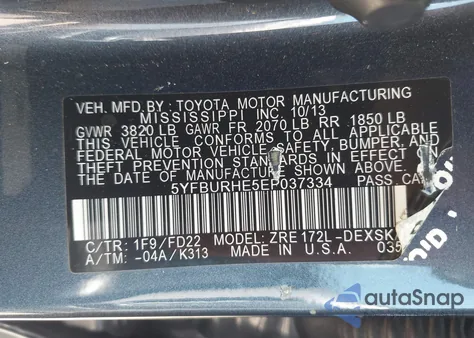 VEH. MFD BY : TOYOTA MOTOR MANUFACTURING
MISSISSIPPI INC. 10/13
GVWR 3820 LB GAWR FR 2070 LB RR 1850 LB
THIS VEHICLE CONFORMS TO ALL APPLICABLE
FEDERAL MOTOR VEHICLE SAFETY, BUMPER, AND
THEFT PREVENTION STANDARDS IN EFFECT ON
THE DATE OF MANUFACTURE SHOWN ABOVE.
5YFBURHE5EP037334 PASS.CAR
C/TR: 1F9/FD22 MODEL: ZRE172L-DEXSK
A/TM: -04A/K313 MADE IN U.S.A. 035
autoSnap
BY CARFAST